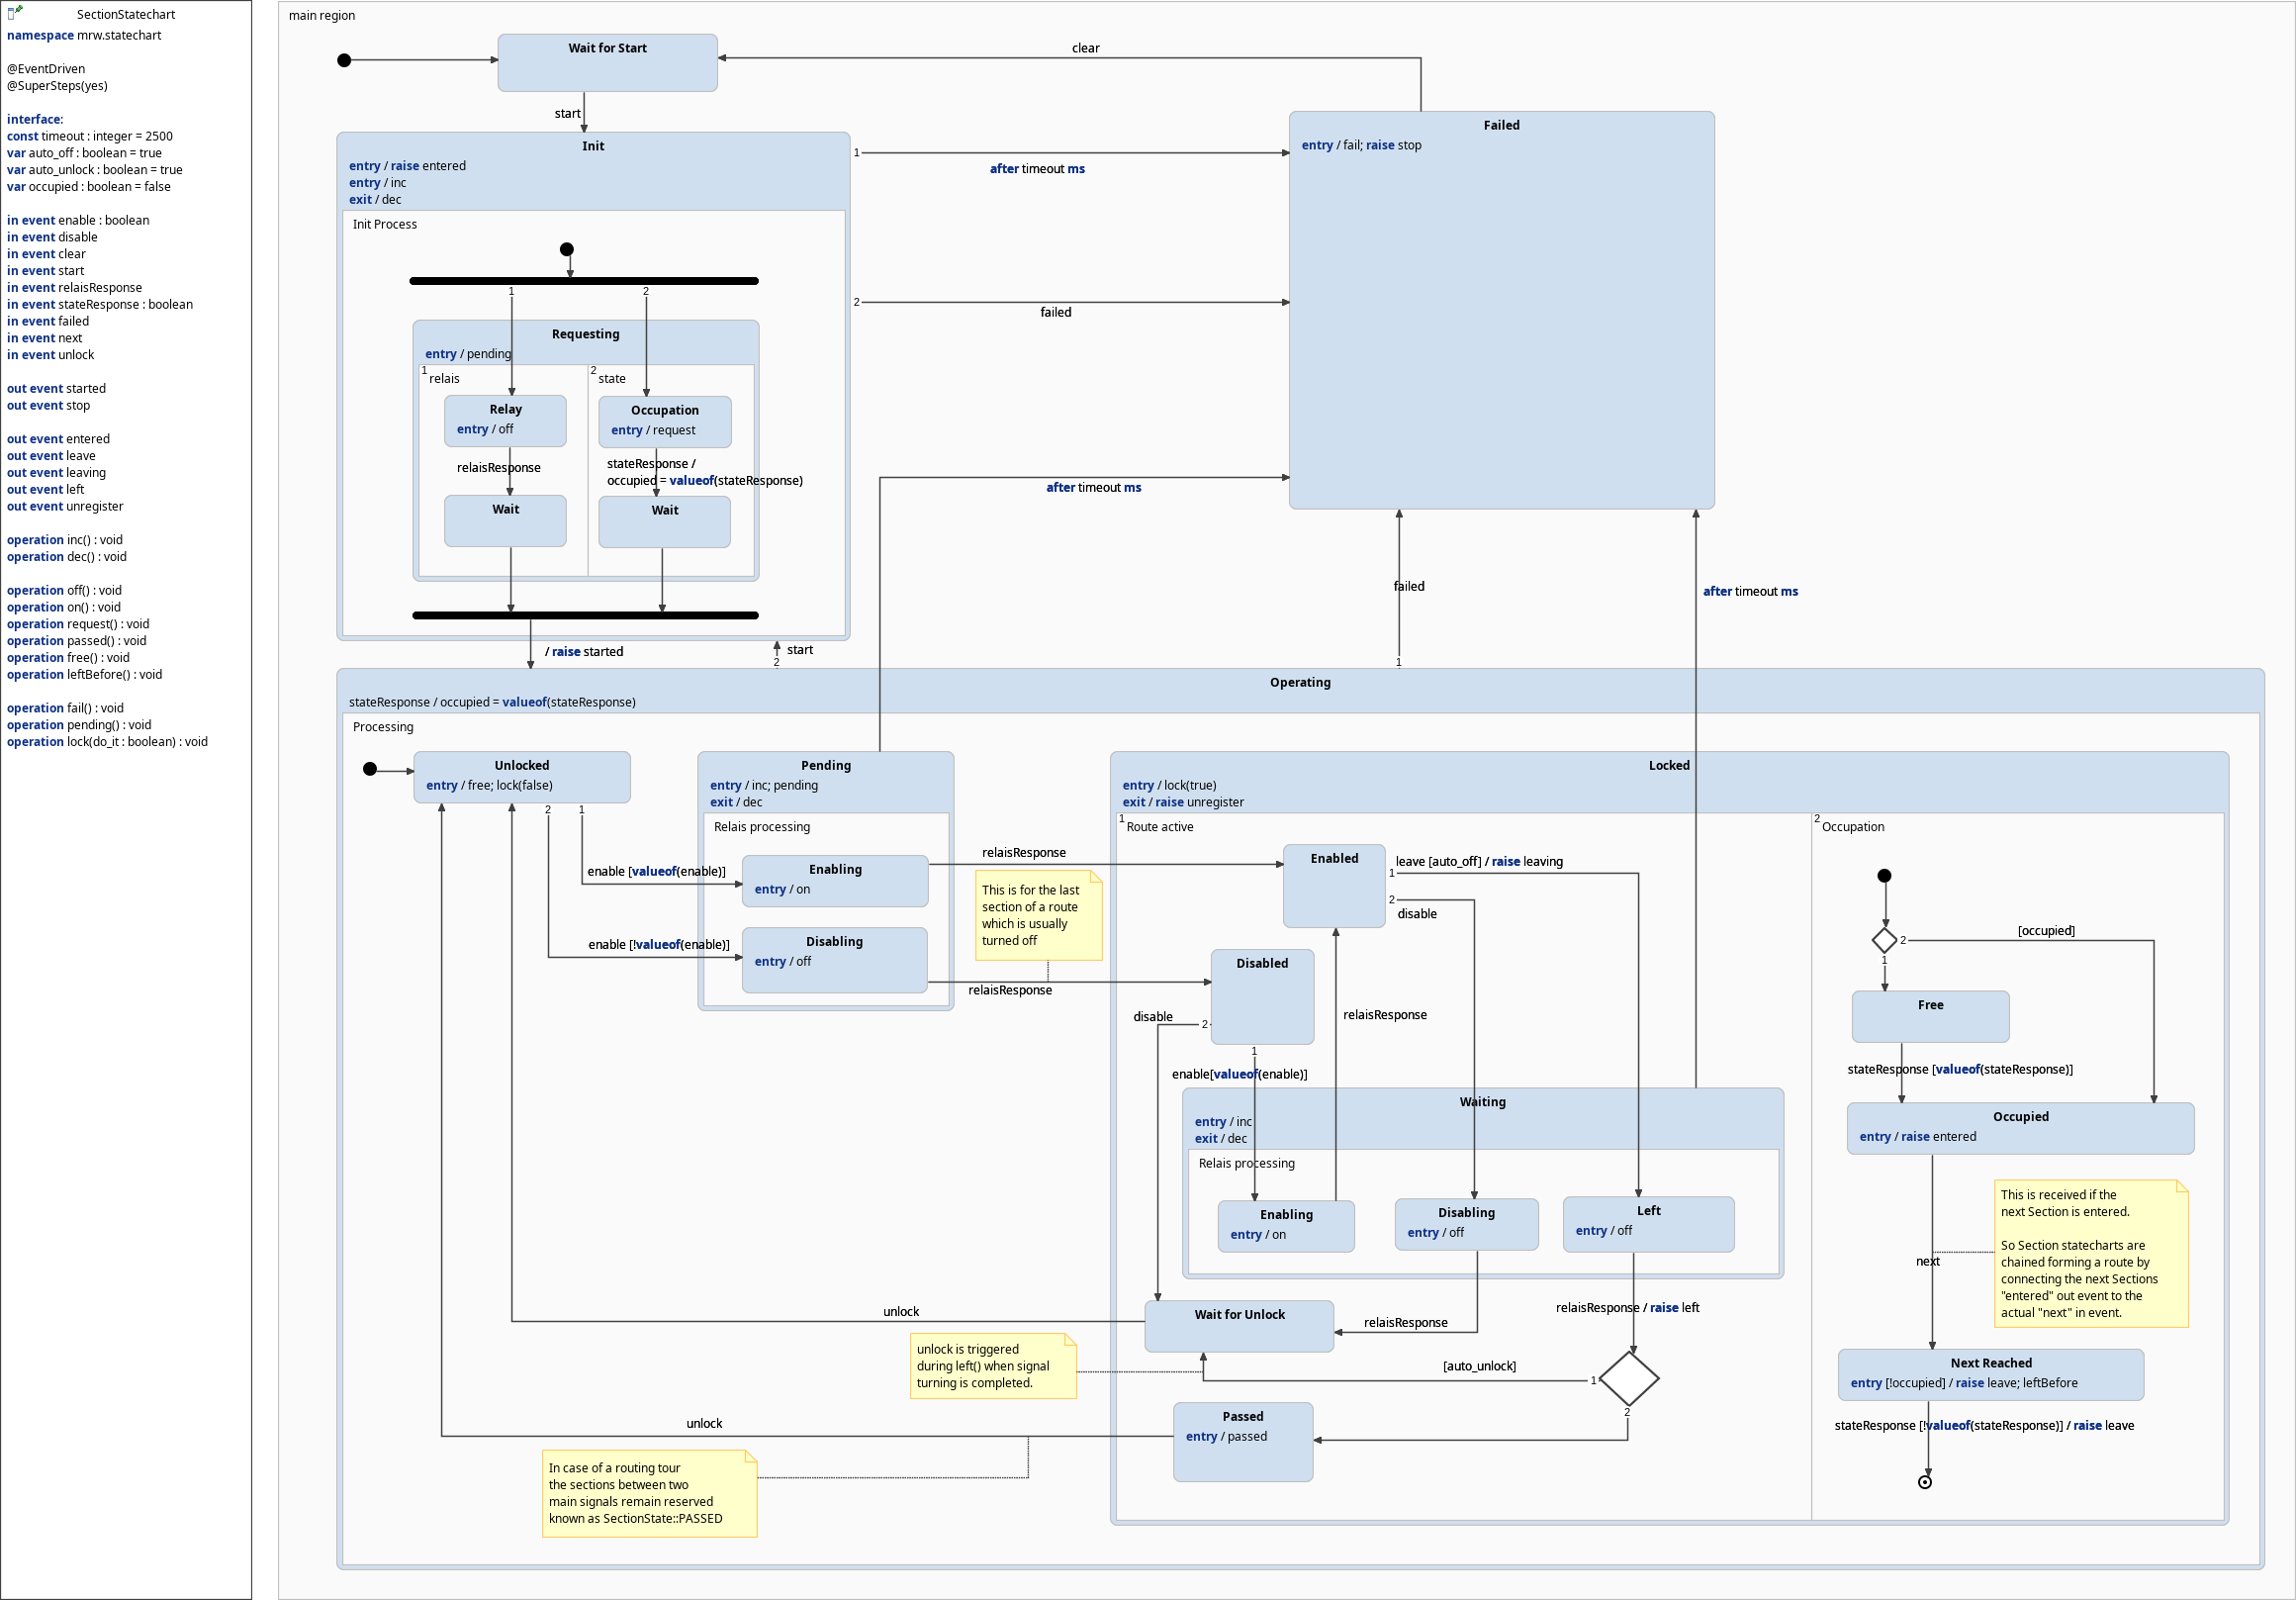 SectionStatechart
namespace mrw.statechart
@EventDriven
@SuperSteps(yes)
interface:
const timeout : integer = 2500
var auto_off : boolean = true
var auto_unlock : boolean = true
var occupied : boolean = false
in event enable : boolean
in event disable
in event clear
in event start
in event relaisResponse
in event stateResponse : boolean
in event failed
in event next
in event unlock
out event started
out event stop
out event entered
out event leave
out event leaving
out event left
out event unregister
operation inc() : void
operation dec() : void
operation off() : void
operation on() : void
operation request() : void
operation passed() : void
operation free() : void
operation leftBefore() : void
operation fail() : void
operation pending() : void
operation lock(do_it : boolean) : void
main region
Wait for Start
clear
start
Init
entry / raise entered
entry / inc
exit / dec
1
after timeout ms
Failed
entry / fail; raise stop
Init Process
1
2
2
failed
Requesting
entry / pending
1
relais
2
state
Relay
entry / off
Occupation
entry / request
relaisResponse
stateResponse /
occupied = valueof(stateResponse)
Wait
Wait
after timeout ms
failed
after timeout ms
/ raise started
start
2
1
Operating
stateResponse / occupied = valueof(stateResponse)
Processing
Unlocked
entry / free; lock(false)
2
1
enable [valueof(enable)]
enable [!valueof(enable)]
Pending
entry / inc; pending
exit / dec
Relais processing
Enabling
entry / on
Disabling
entry / off
relaisResponse
This is for the last
section of a route
which is usually
turned off
relaisResponse
Locked
entry / lock(true)
exit / raise unregister
1
Route active
Enabled
1
leave [auto_off] / raise leaving
2
disable
Disabled
disable
2
1
relaisResponse
enable[valueof(enable)]
Waiting
entry / inc
exit / dec
Relais processing
Enabling
entry / on
Disabling
entry / off
Left
entry / off
unlock
Wait for Unlock
relaisResponse
relaisResponse / raise left
unlock is triggered
during left() when signal
turning is completed.
[auto_unlock]
1
2
unlock
Passed
entry / passed
In case of a routing tour
the sections between two
main signals remain reserved
known as SectionState::PASSED
2
Occupation
2
[occupied]
1
Free
stateResponse [valueof(stateResponse)]
Occupied
entry / raise entered
This is received if the
next Section is entered.
So Section statecharts are
chained forming a route by
connecting the next Sections
"entered" out event to the
actual "next" in event.
next
Next Reached
entry [!occupied] / raise leave; leftBefore
stateResponse [!valueof(stateResponse)] / raise leave